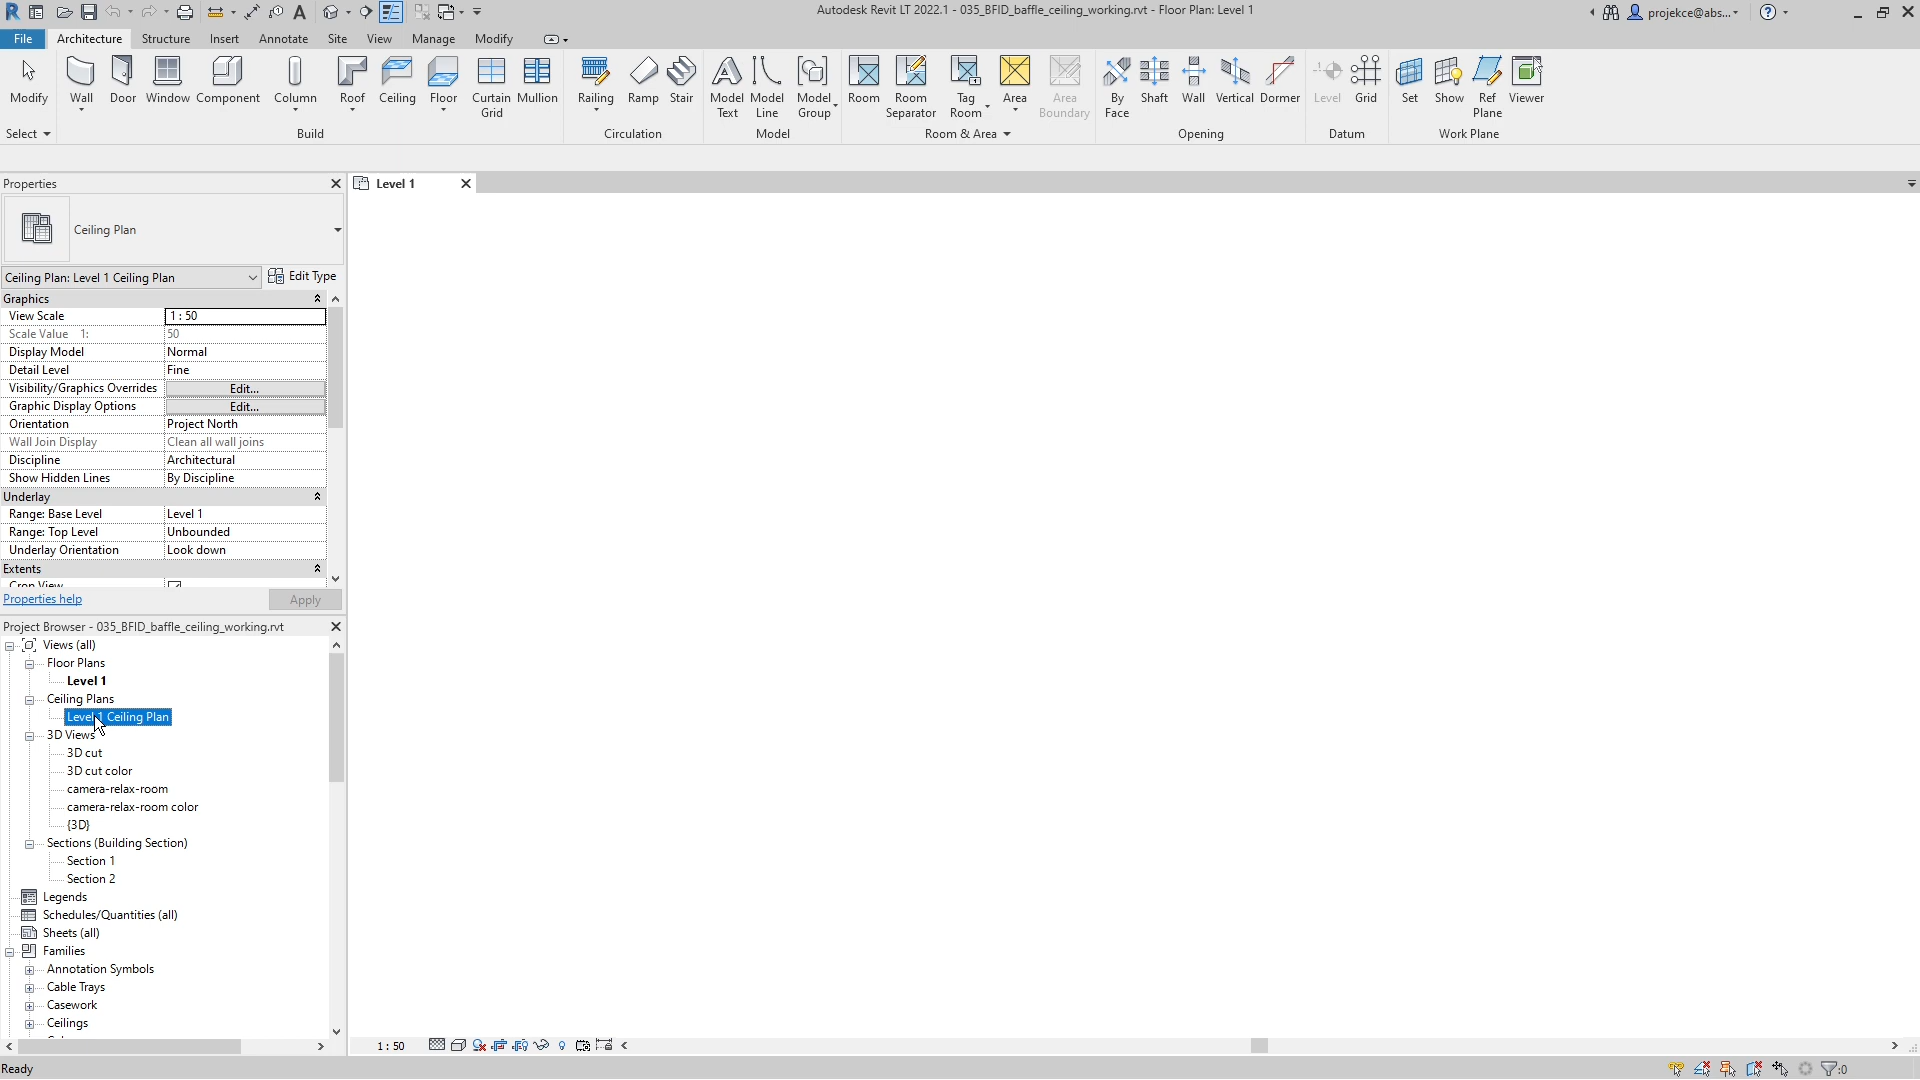 Autodesk Revit LT 2022.1 - 035_BFID_baffle_ceiling_working.rvt - Floor Plan: Level 1
projekce@abs...
File Architecture Structure Insert Annotate Site View Manage Modify
Modify Wall Door Window Component Column Roof Ceiling Floor Curtain Grid Mullion Railing Ramp Stair Model Text Model Line Model Group Room Room Separator Tag Room Area Area Boundary By Face Shaft Wall Vertical Dormer Level Grid Set Show Ref Plane Viewer
Select Build Circulation Model Room & Area Opening Datum Work Plane
Properties
Level 1
Ceiling Plan
Ceiling Plan: Level 1 Ceiling Plan Edit Type
Graphics
View Scale 1 : 50
Scale Value 1: 50
Display Model Normal
Detail Level Fine
Visibility/Graphics Overrides Edit...
Graphic Display Options Edit...
Orientation Project North
Wall Join Display Clean all wall joins
Discipline Architectural
Show Hidden Lines By Discipline
Underlay
Range: Base Level Level 1
Range: Top Level Unbounded
Underlay Orientation Look down
Extents
Crop View
Properties help Apply
Project Browser - 035_BFID_baffle_ceiling_working.rvt
Views (all)
Floor Plans
Level 1
Ceiling Plans
Level 1 Ceiling Plan
3D Views
3D cut
3D cut color
camera-relax-room
camera-relax-room color
{3D}
Sections (Building Section)
Section 1
Section 2
Legends
Schedules/Quantities (all)
Sheets (all)
Families
Annotation Symbols
Cable Trays
Casework
Ceilings
1 : 50
Ready
:0